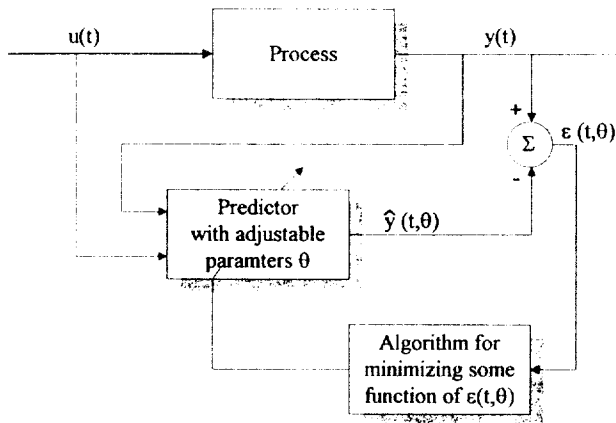 u(t)
Process
y(t)
+
Σ
ε (t,θ)
-
Predictor
with adjustable
paramters θ
ŷ (t,θ)
Algorithm for
minimizing some
function of ε(t,θ)